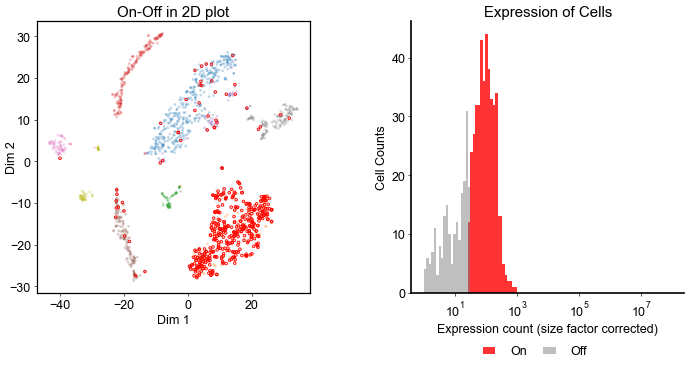 On-Off in 2D plot
Dim 2
30
20
10
0
−10
−20
−30
−40
−20
0
20
Dim 1
Expression of Cells
Cell Counts
40
30
20
10
0
10^1
10^3
10^5
10^7
Expression count (size factor corrected)
On
Off